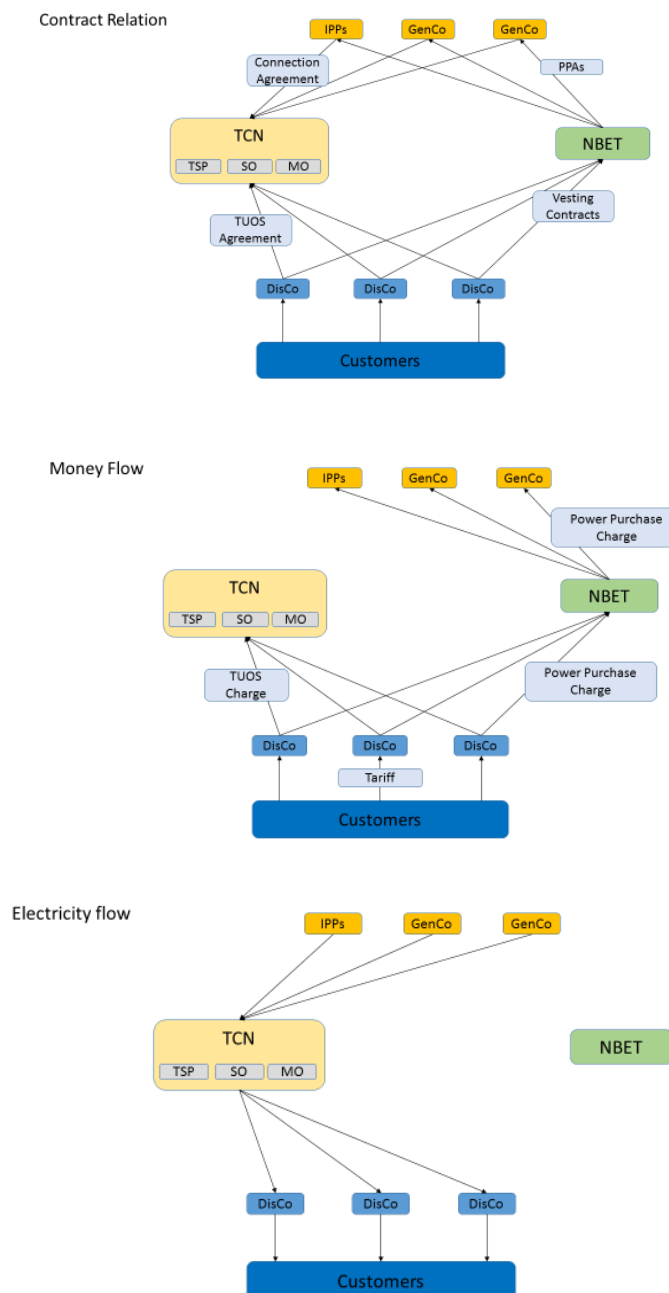 Contract Relation
IPPs
GenCo
GenCo
Connection
Agreement
PPAs
TCN
TSP
SO
MO
NBET
TUOS
Agreement
Vesting
Contracts
DisCo
DisCo
DisCo
Customers
Money Flow
IPPs
GenCo
GenCo
Power Purchase
Charge
TCN
TSP
SO
MO
NBET
TUOS
Charge
Power Purchase
Charge
DisCo
DisCo
DisCo
Tariff
Customers
Electricity flow
IPPs
GenCo
GenCo
TCN
TSP
SO
MO
NBET
DisCo
DisCo
DisCo
Customers